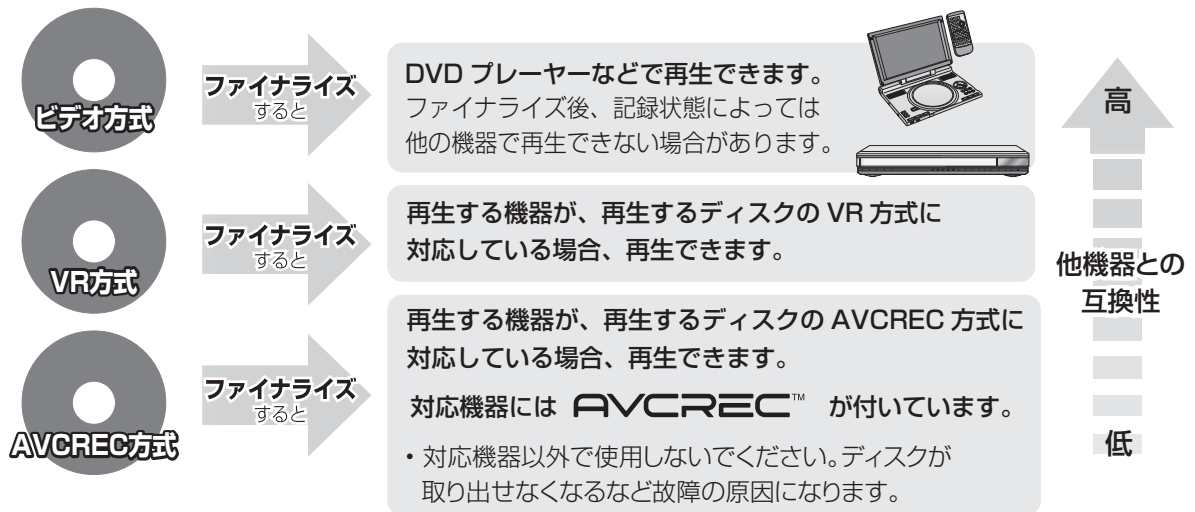 ビデオ方式
ファイナライズ
すると
DVD プレーヤーなどで再生できます。
ファイナライズ後、記録状態によっては
他の機器で再生できない場合があります。
VR方式
ファイナライズ
すると
再生する機器が、再生するディスクの VR 方式に
対応している場合、再生できます。
AVCREC方式
ファイナライズ
すると
再生する機器が、再生するディスクの AVCREC 方式に
対応している場合、再生できます。
対応機器には AVCREC™ が付いています。
・対応機器以外で使用しないでください。ディスクが
取り出せなくなるなど故障の原因になります。
高
他機器との
互換性
低